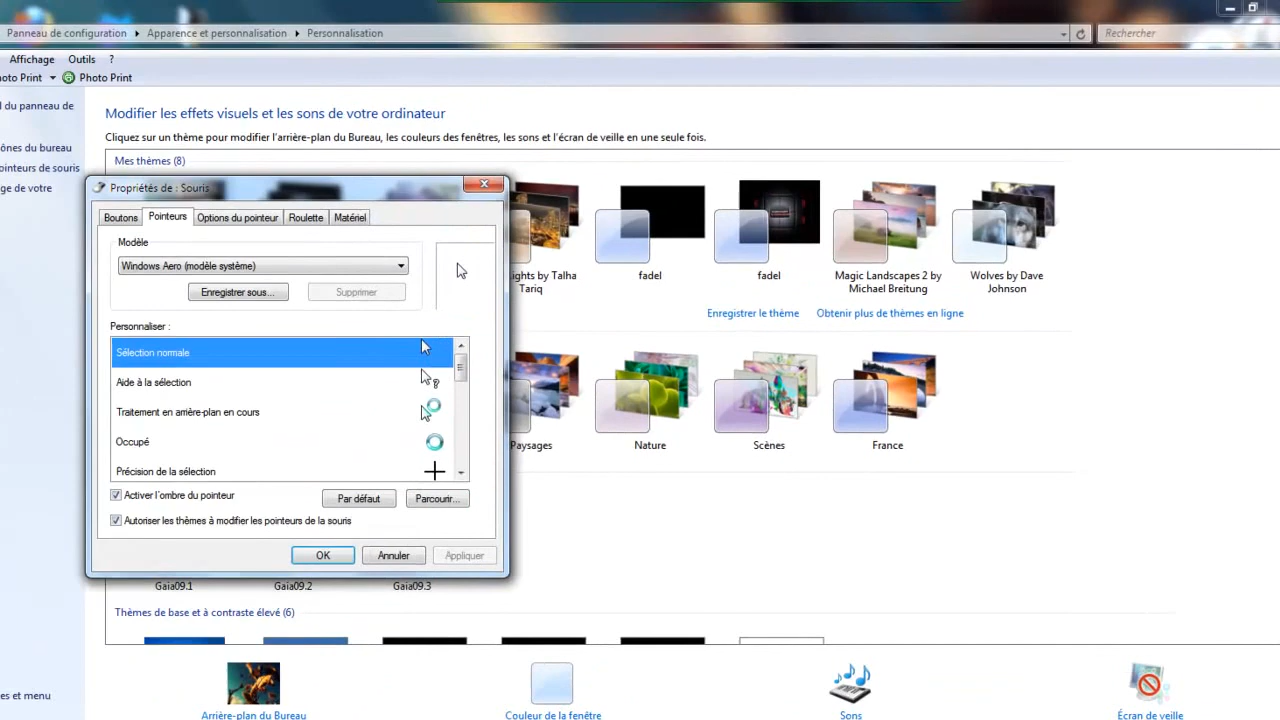 Panneau de configuration Apparence et personnalisation Personnalisation
Rechercher
Affichage Outils ?
oto Print Photo Print
l du panneau de
ônes du bureau
ointeurs de souris
ge de votre
es et menu
Modifier les effets visuels et les sons de votre ordinateur
Cliquez sur un thème pour modifier l'arrière-plan du Bureau, les couleurs des fenêtres, les sons et l'écran de veille en une seule fois.
Mes thèmes (8)
Propriétés de : Souris
Boutons Pointeurs Options du pointeur Roulette Matériel
Modèle
Windows Aero (modèle système)
Enregistrer sous... Supprimer
Personnaliser :
Sélection normale
Aide à la sélection
Traitement en arrière-plan en cours
Occupé
Précision de la sélection
Activer l'ombre du pointeur
Par défaut Parcourir...
Autoriser les thèmes à modifier les pointeurs de la souris
OK Annuler Appliquer
ights by Talha
Tariq
fadel
fadel
Magic Landscapes 2 by
Michael Breitung
Wolves by Dave
Johnson
Enregistrer le thème Obtenir plus de thèmes en ligne
Paysages Nature Scènes France
Gaia09.1 Gaia09.2 Gaia09.3
Thèmes de base et à contraste élevé (6)
Arrière-plan du Bureau Couleur de la fenêtre Sons Écran de veille